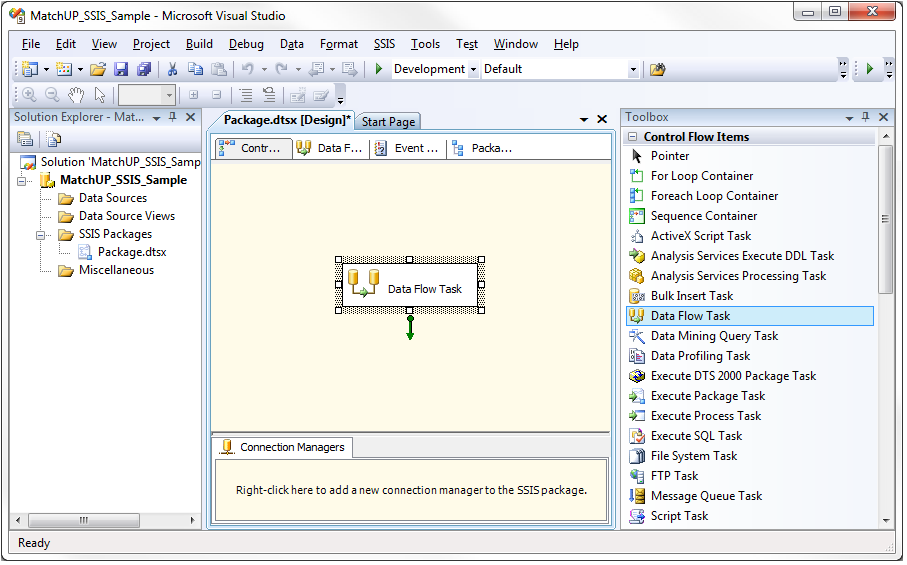 MatchUP_SSIS_Sample - Microsoft Visual Studio
File Edit View Project Build Debug Data Format SSIS Tools Test Window Help
Development Default
Solution Explorer - Mat...
Solution 'MatchUP_SSIS_Samp
MatchUP_SSIS_Sample
Data Sources
Data Source Views
SSIS Packages
Package.dtsx
Miscellaneous
Package.dtsx [Design]* Start Page
Contr... Data F... Event ... Packa...
Data Flow Task
Connection Managers
Right-click here to add a new connection manager to the SSIS package.
Toolbox
Control Flow Items
Pointer
For Loop Container
Foreach Loop Container
Sequence Container
ActiveX Script Task
Analysis Services Execute DDL Task
Analysis Services Processing Task
Bulk Insert Task
Data Flow Task
Data Mining Query Task
Data Profiling Task
Execute DTS 2000 Package Task
Execute Package Task
Execute Process Task
Execute SQL Task
File System Task
FTP Task
Message Queue Task
Script Task
Ready